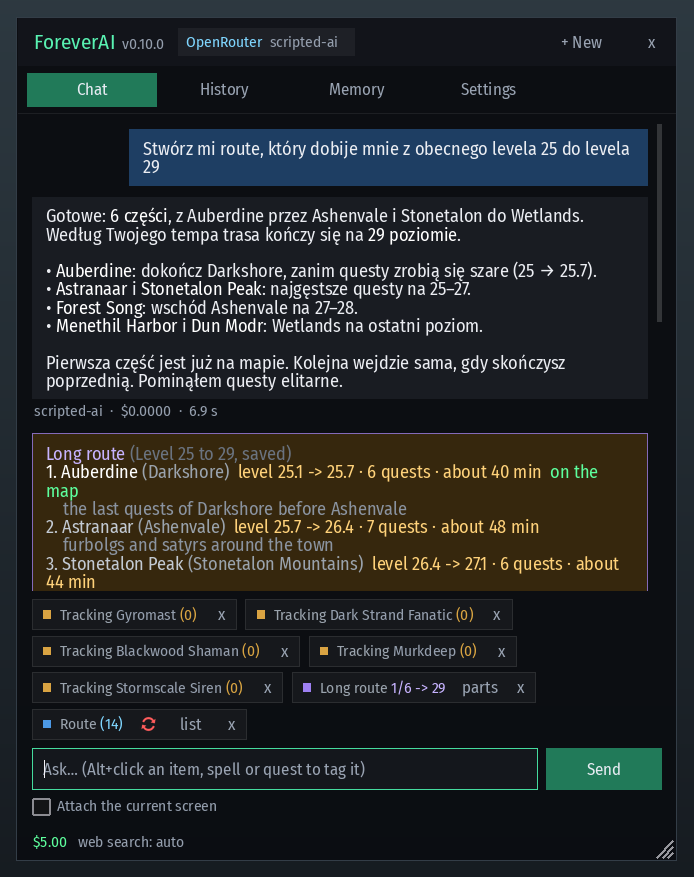 ForeverAI v0.10.0 OpenRouter scripted-ai + New x
Chat History Memory Settings
Stwórz mi route, który dobije mnie z obecnego levela 25 do levela
29
Gotowe: 6 części, z Auberdine przez Ashenvale i Stonetalon do Wetlands.
Według Twojego tempa trasa kończy się na 29 poziomie.
• Auberdine: dokończ Darkshore, zanim questy zrobią się szare (25 → 25.7).
• Astranaar i Stonetalon Peak: najgęstsze questy na 25–27.
• Forest Song: wschód Ashenvale na 27–28.
• Menethil Harbor i Dun Modr: Wetlands na ostatni poziom.
Pierwsza część jest już na mapie. Kolejna wejdzie sama, gdy skończysz
poprzednią. Pominąłem questy elitarne.
scripted-ai · $0.0000 · 6.9 s
Long route (Level 25 to 29, saved)
1. Auberdine (Darkshore) level 25.1 -> 25.7 · 6 quests · about 40 min on the
map
the last quests of Darkshore before Ashenvale
2. Astranaar (Ashenvale) level 25.7 -> 26.4 · 7 quests · about 48 min
furbolgs and satyrs around the town
3. Stonetalon Peak (Stonetalon Mountains) level 26.4 -> 27.1 · 6 quests · about
44 min
Tracking Gyromast (0) x Tracking Dark Strand Fanatic (0) x
Tracking Blackwood Shaman (0) x Tracking Murkdeep (0) x
Tracking Stormscale Siren (0) x Long route 1/6 -> 29 parts x
Route (14) list x
Ask... (Alt+click an item, spell or quest to tag it) Send
Attach the current screen
$5.00 web search: auto